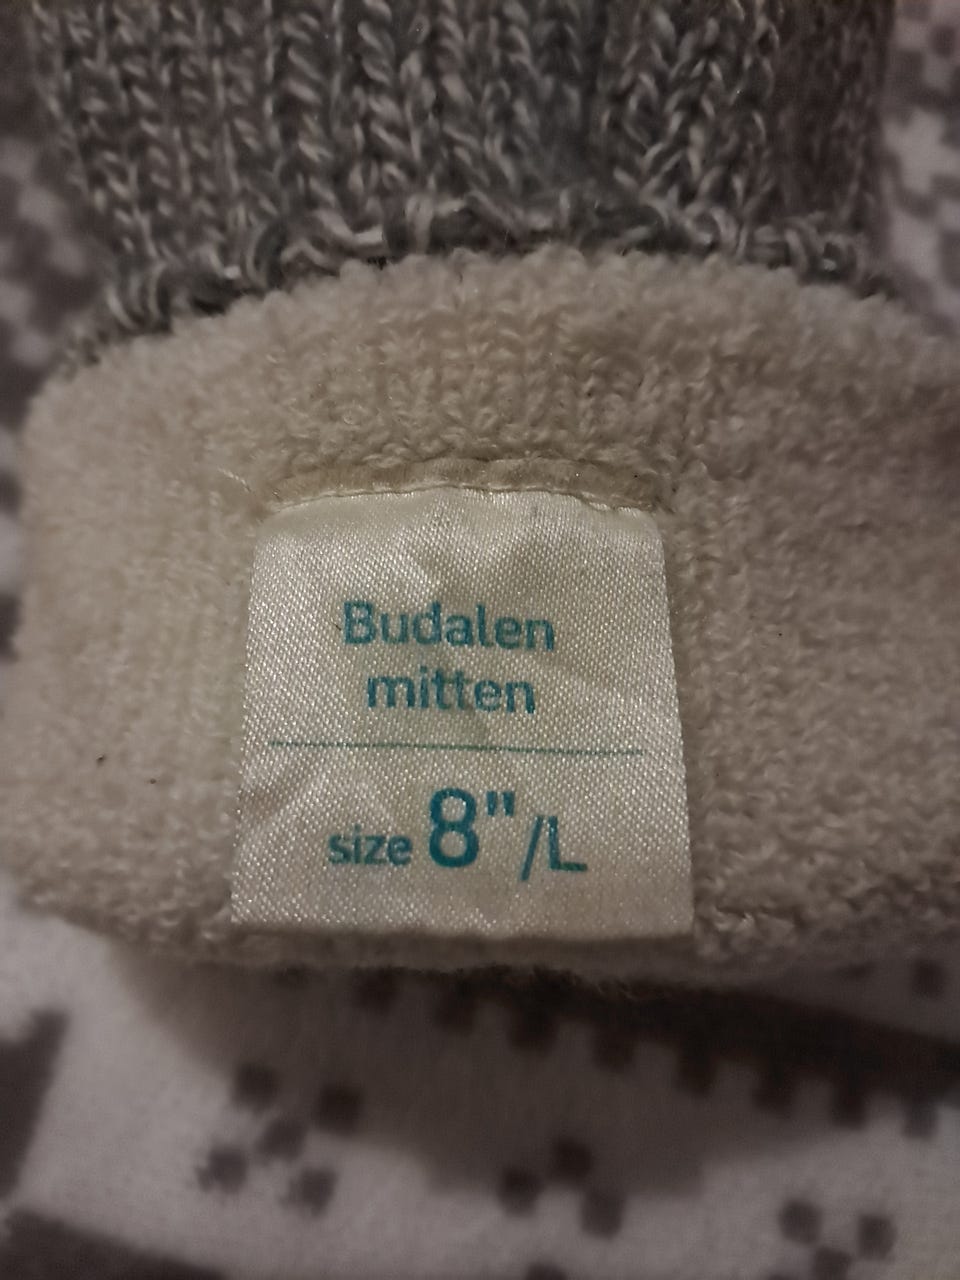 Budalen
mitten
size 8"/L